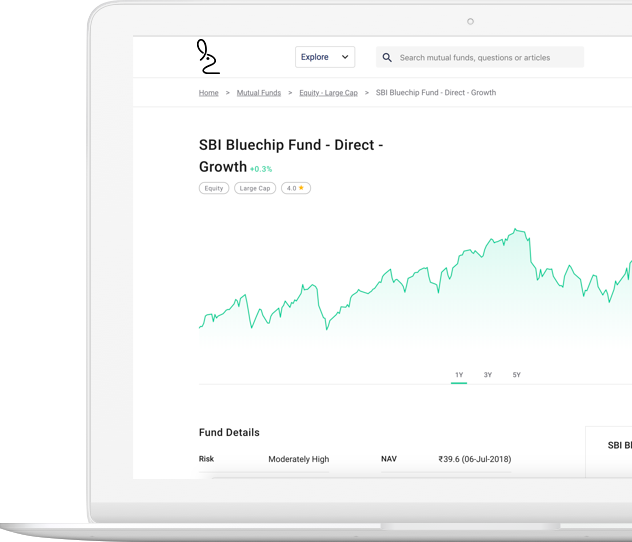 Explore
Search mutual funds, questions or articles
Home > Mutual Funds > Equity - Large Cap > SBI Bluechip Fund - Direct - Growth
SBI Bluechip Fund - Direct -
Growth +0.3%
Equity Large Cap 4.0
1Y 3Y 5Y
Fund Details
Risk Moderately High NAV ₹39.6 (06-Jul-2018)
SBI